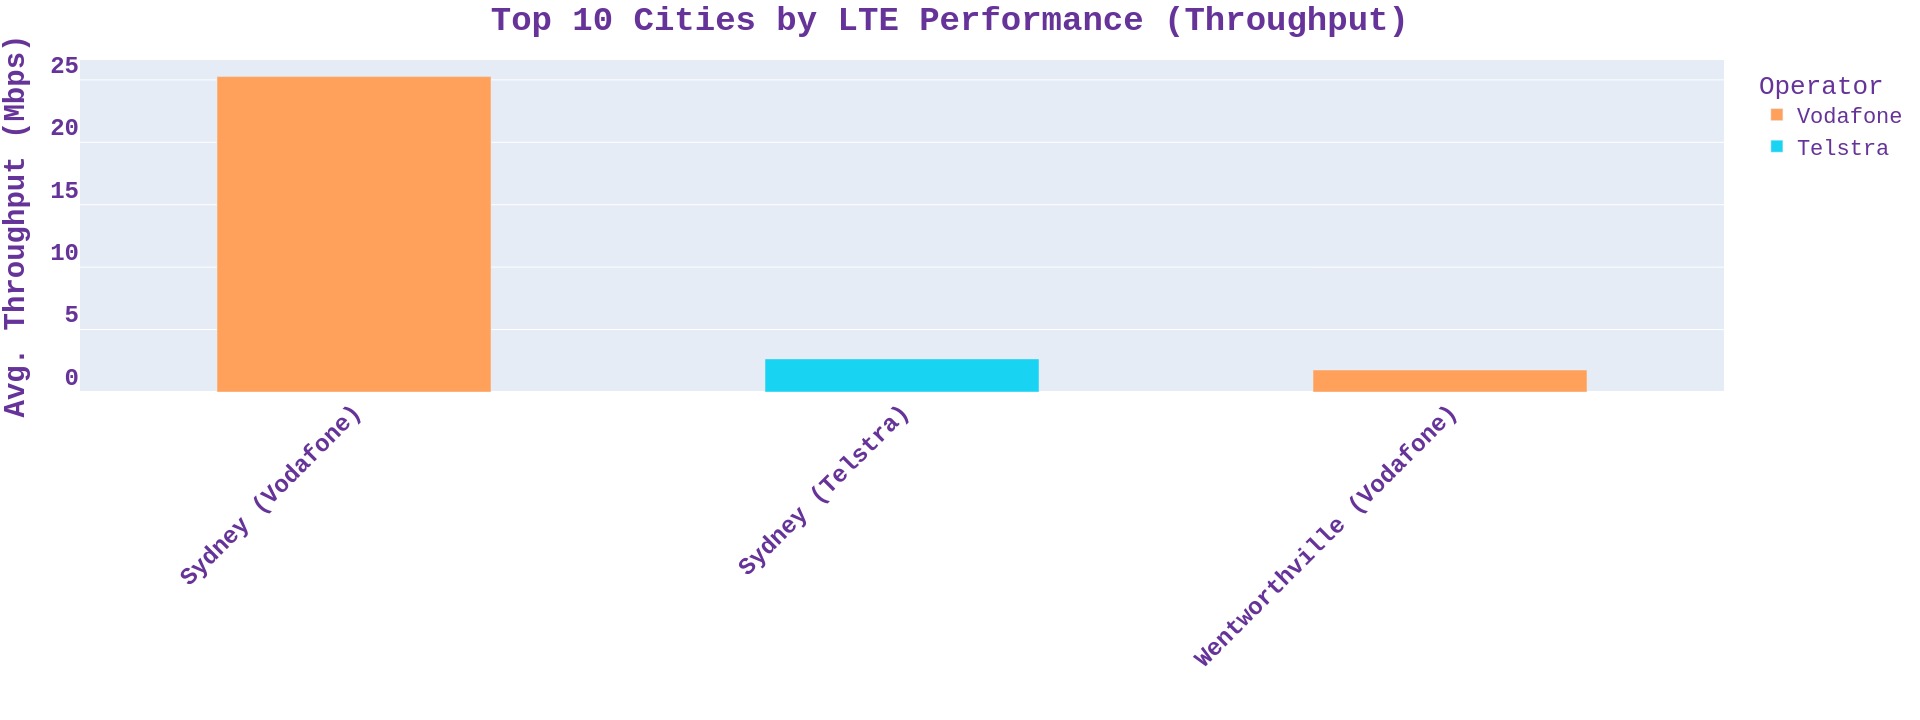 Top 10 Cities by LTE Performance (Throughput)
Avg. Throughput (Mbps)
25
20
15
10
5
0
Sydney (Vodafone)
Sydney (Telstra)
Wentworthville (Vodafone)
Operator
Vodafone
Telstra